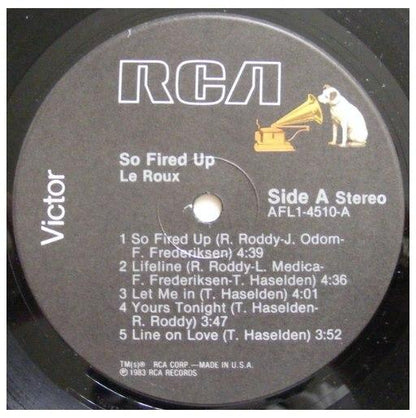 RCA
Victor
So Fired Up
Le Roux
Side A Stereo
AFL1-4510-A
1 So Fired Up (R. Roddy-J. Odom-
F. Frederiksen) 4:39
2 Lifeline (R. Roddy-L. Medica-
F. Frederiksen-T. Haselden) 4:36
3 Let Me in (T. Haselden) 4:01
4 Yours Tonight (T. Haselden-
R. Roddy) 3:47
5 Line on Love (T. Haselden) 3:52
TM(s)® RCA CORP.—MADE IN U.S.A.
℗1983 RCA RECORDS